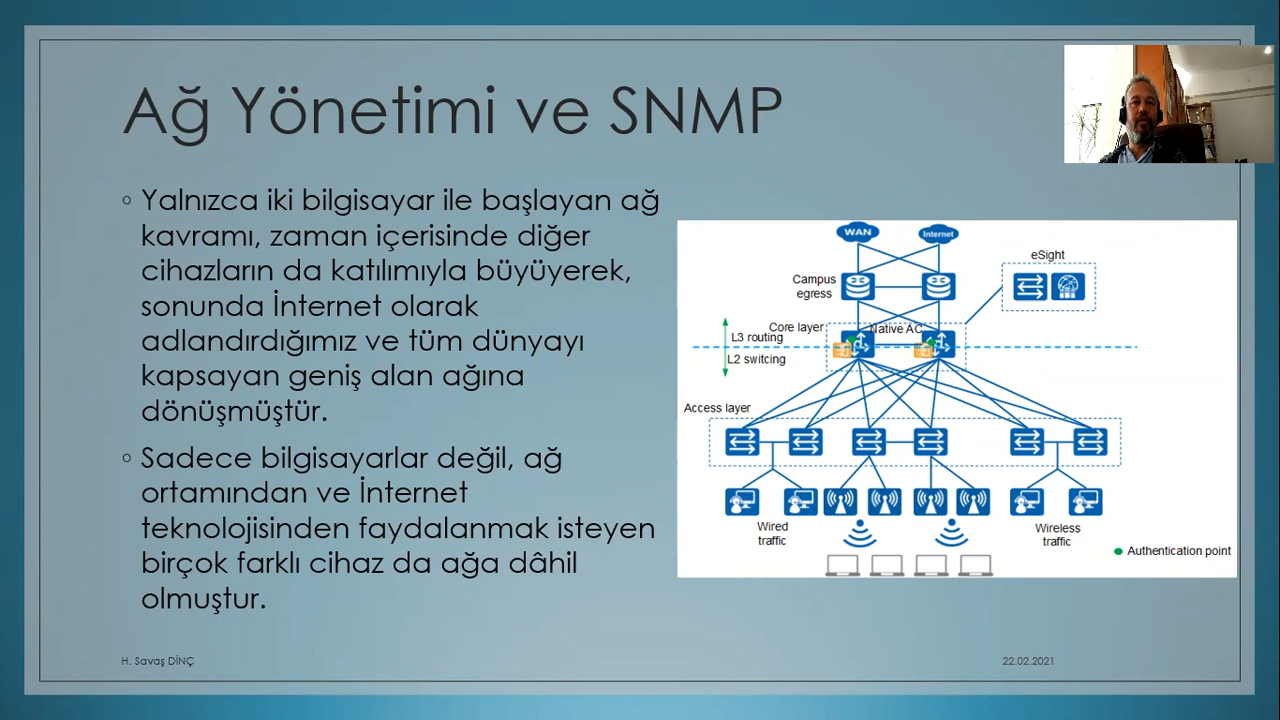 Ağ Yönetimi ve SNMP
Yalnızca iki bilgisayar ile başlayan ağ
kavramı, zaman içerisinde diğer
cihazların da katılımıyla büyüyerek,
sonunda İnternet olarak
adlandırdığımız ve tüm dünyayı
kapsayan geniş alan ağına
dönüşmüştür.
Sadece bilgisayarlar değil, ağ
ortamından ve İnternet
teknolojisinden faydalanmak isteyen
birçok farklı cihaz da ağa dâhil
olmuştur.
WAN
Internet
eSight
Campus
egress
Core layer
Native AC
L3 routing
L2 switcing
Access layer
Wired
traffic
Wireless
traffic
Authentication point
H. Savaş DİNÇ
22.02.2021